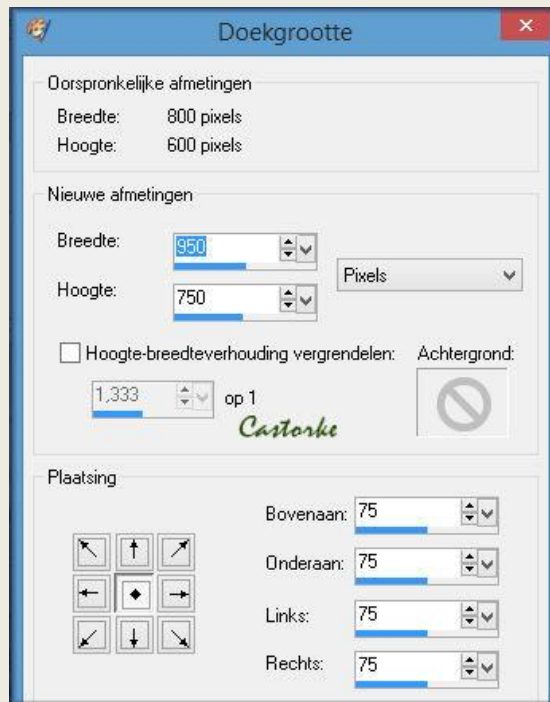 Doekgrootte
Oorspronkelijke afmetingen
Breedte: 800 pixels
Hoogte: 600 pixels
Nieuwe afmetingen
Breedte: 950
Pixels
Hoogte: 750
Hoogte-breedteverhouding vergrendelen: Achtergrond:
1,333 op 1
Castorke
Plaatsing
Bovenaan: 75
Onderaan: 75
Links: 75
Rechts: 75